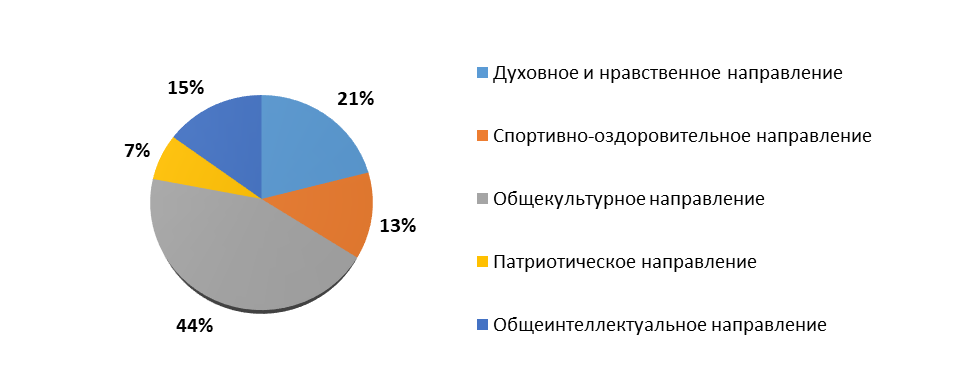 15%
21%
7%
13%
44%
Духовное и нравственное направление
Спортивно-оздоровительное направление
Общекультурное направление
Патриотическое направление
Общеинтеллектуальное направление